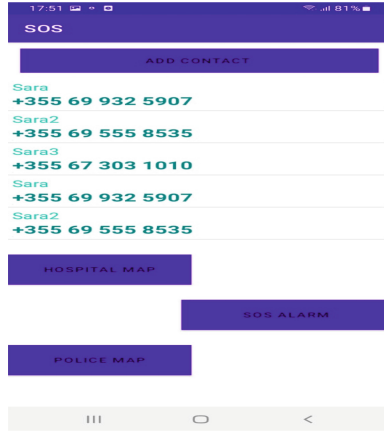 17:51 81%
SOS
ADD CONTACT
Sara
+355 69 932 5907
Sara2
+355 69 555 8535
Sara3
+355 67 303 1010
Sara
+355 69 932 5907
Sara2
+355 69 555 8535
HOSPITAL MAP
SOS ALARM
POLICE MAP